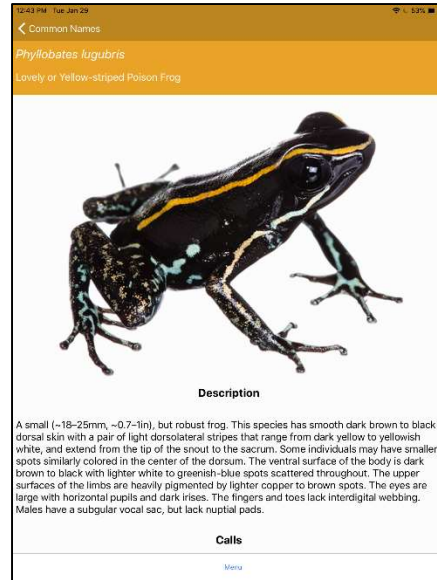 12:43 PM Tue Jan 29
53%
Common Names
Phyllobates lugubris
Lovely or Yellow-striped Poison Frog
Description
A small (~18–25mm, ~0.7–1in), but robust frog. This species has smooth dark brown to black
dorsal skin with a pair of light dorsolateral stripes that range from dark yellow to yellowish
white, and extend from the tip of the snout to the sacrum. Some individuals may have smaller
spots similarly colored in the center of the dorsum. The ventral surface of the body is dark
brown to black with lighter white to greenish-blue spots scattered throughout. The upper
surfaces of the limbs are heavily pigmented by lighter copper to brown spots. The eyes are
large with horizontal pupils and dark irises. The fingers and toes lack interdigital webbing.
Males have a subgular vocal sac, but lack nuptial pads.
Calls
Menu